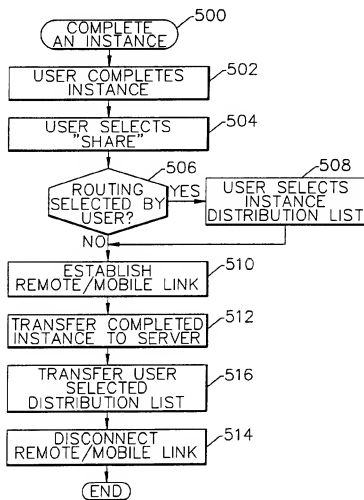 COMPLETE
AN INSTANCE
500
USER COMPLETES
INSTANCE
502
USER SELECTS
"SHARE"
504
506
ROUTING
SELECTED BY
USER?
YES
508
USER SELECTS
INSTANCE
DISTRIBUTION LIST
NO
ESTABLISH
REMOTE/MOBILE LINK
510
TRANSFER COMPLETED
INSTANCE TO SERVER
512
TRANSFER USER
SELECTED
DISTRIBUTION LIST
516
DISCONNECT
REMOTE/MOBILE LINK
514
END